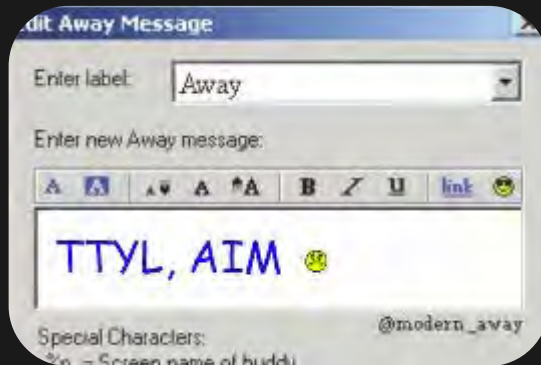 dit Away Message
Enter label:
Away
Enter new Away message:
A A A A A B I U link
TTYL, AIM
@modern_away
Special Characters:
%n = Screen name of buddy